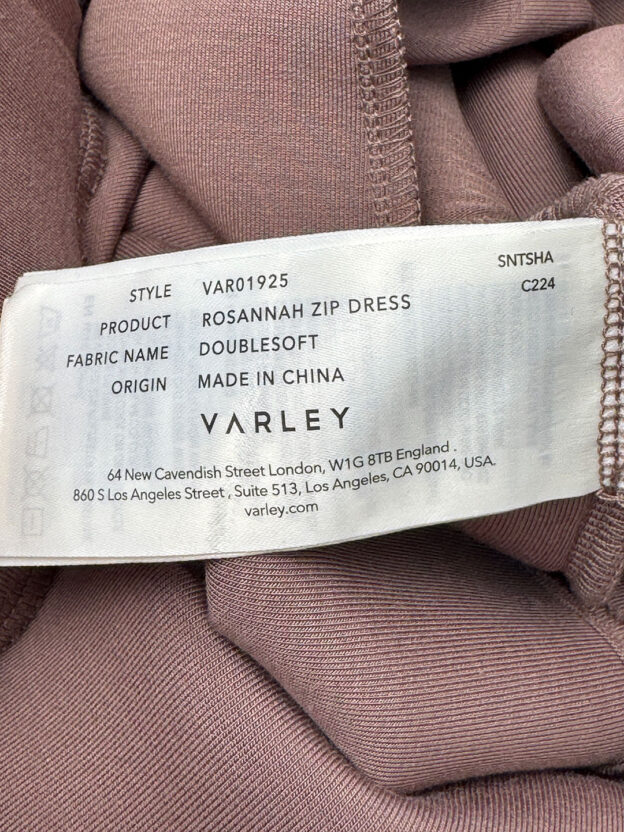 STYLE VAR01925
PRODUCT ROSANNAH ZIP DRESS
FABRIC NAME DOUBLESOFT
ORIGIN MADE IN CHINA
SNTSHA
C224
VARLEY
64 New Cavendish Street London, W1G 8TB England .
860 S Los Angeles Street , Suite 513, Los Angeles, CA 90014, USA.
varley.com